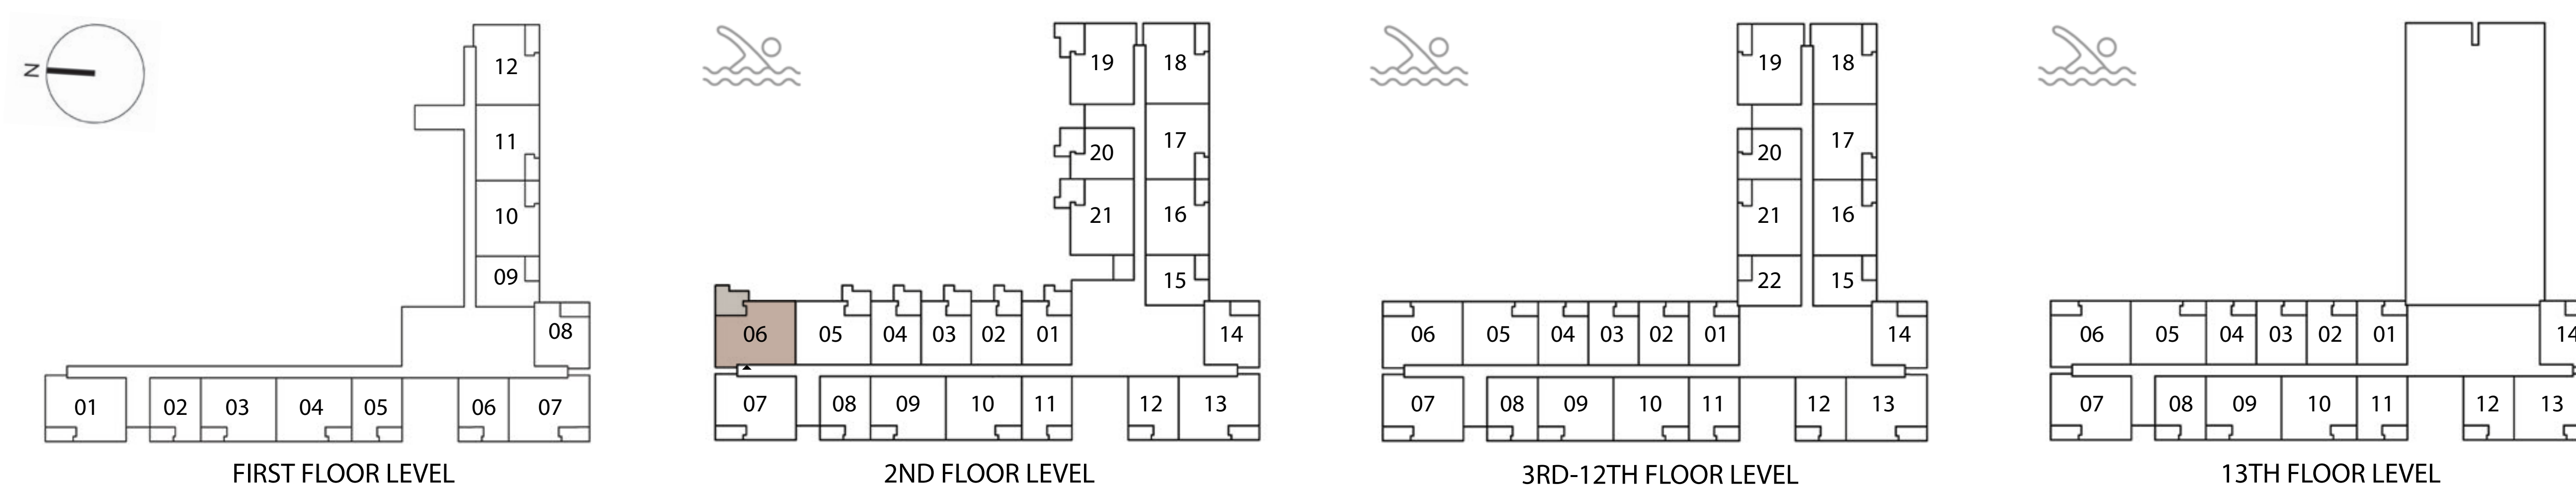 N
12
11
10
09
08
01 02 03 04 05 06 07
FIRST FLOOR LEVEL
19 18
20 17
21 16
15
06 05 04 03 02 01 14
07 08 09 10 11 12 13
2ND FLOOR LEVEL
19 18
20 17
21 16
22 15
06 05 04 03 02 01 14
07 08 09 10 11 12 13
3RD-12TH FLOOR LEVEL
06 05 04 03 02 01 14
07 08 09 10 11 12 13
13TH FLOOR LEVEL